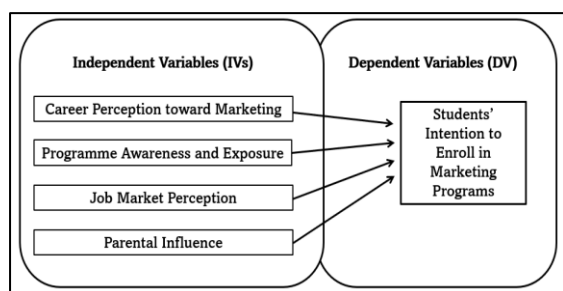 Independent Variables (IVs)
Dependent Variables (DV)
Career Perception toward Marketing
Programme Awareness and Exposure
Job Market Perception
Parental Influence
Students'
Intention to
Enroll in
Marketing
Programs